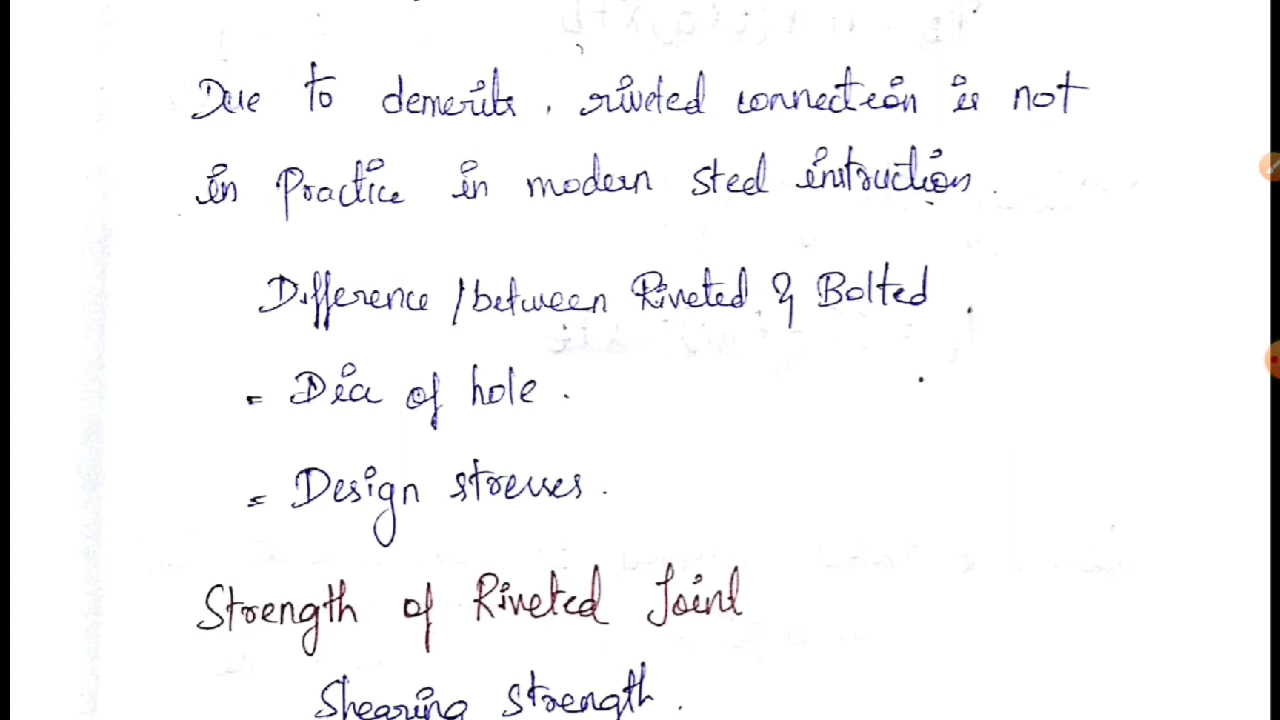 Due to demerits, riveted connection is not
in Practice in modern steel instruction.
Difference / between Riveted & Bolted.
= Dia of hole.
= Design stresses.
Strength of Riveted Joint
Shearing strength.